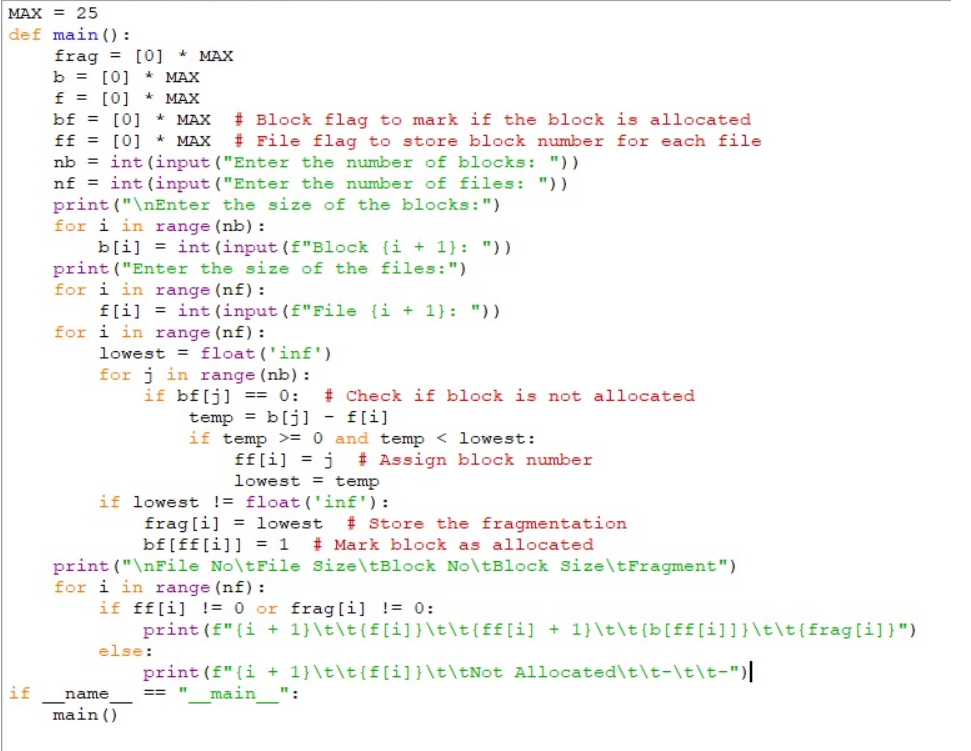 MAX = 25
def main():
    frag = [0] * MAX
    b = [0] * MAX
    f = [0] * MAX
    bf = [0] * MAX  # Block flag to mark if the block is allocated
    ff = [0] * MAX  # File flag to store block number for each file
    nb = int(input("Enter the number of blocks: "))
    nf = int(input("Enter the number of files: "))
    print("\nEnter the size of the blocks:")
    for i in range(nb):
        b[i] = int(input(f"Block {i + 1}: "))
    print("Enter the size of the files:")
    for i in range(nf):
        f[i] = int(input(f"File {i + 1}: "))
    for i in range(nf):
        lowest = float('inf')
        for j in range(nb):
            if bf[j] == 0:  # Check if block is not allocated
                temp = b[j] - f[i]
                if temp >= 0 and temp < lowest:
                    ff[i] = j  # Assign block number
                    lowest = temp
        if lowest != float('inf'):
            frag[i] = lowest  # Store the fragmentation
            bf[ff[i]] = 1  # Mark block as allocated
    print("\nFile No\tFile Size\tBlock No\tBlock Size\tFragment")
    for i in range(nf):
        if ff[i] != 0 or frag[i] != 0:
            print(f"{i + 1}\t\t{f[i]}\t\t{ff[i] + 1}\t\t{b[ff[i]]}\t\t{frag[i]}")
        else:
            print(f"{i + 1}\t\t{f[i]}\t\tNot Allocated\t\t-\t\t-")
if __name__ == "__main__":
    main()